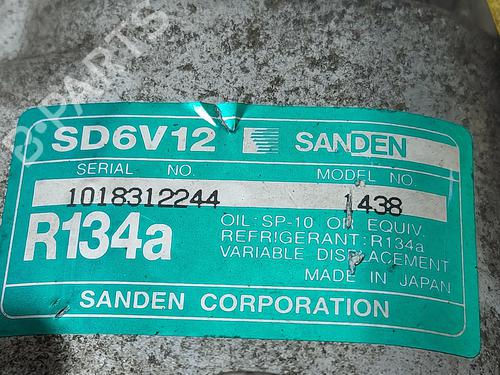 B-PARTS
SD6V12 SANDEN
SERIAL NO. MODEL NO.
1018312244 1438
R134a
OIL: SP-10 OR EQUIV.
REFRIGERANT: R134a
VARIABLE DISPLACEMENT
MADE IN JAPAN
SANDEN CORPORATION